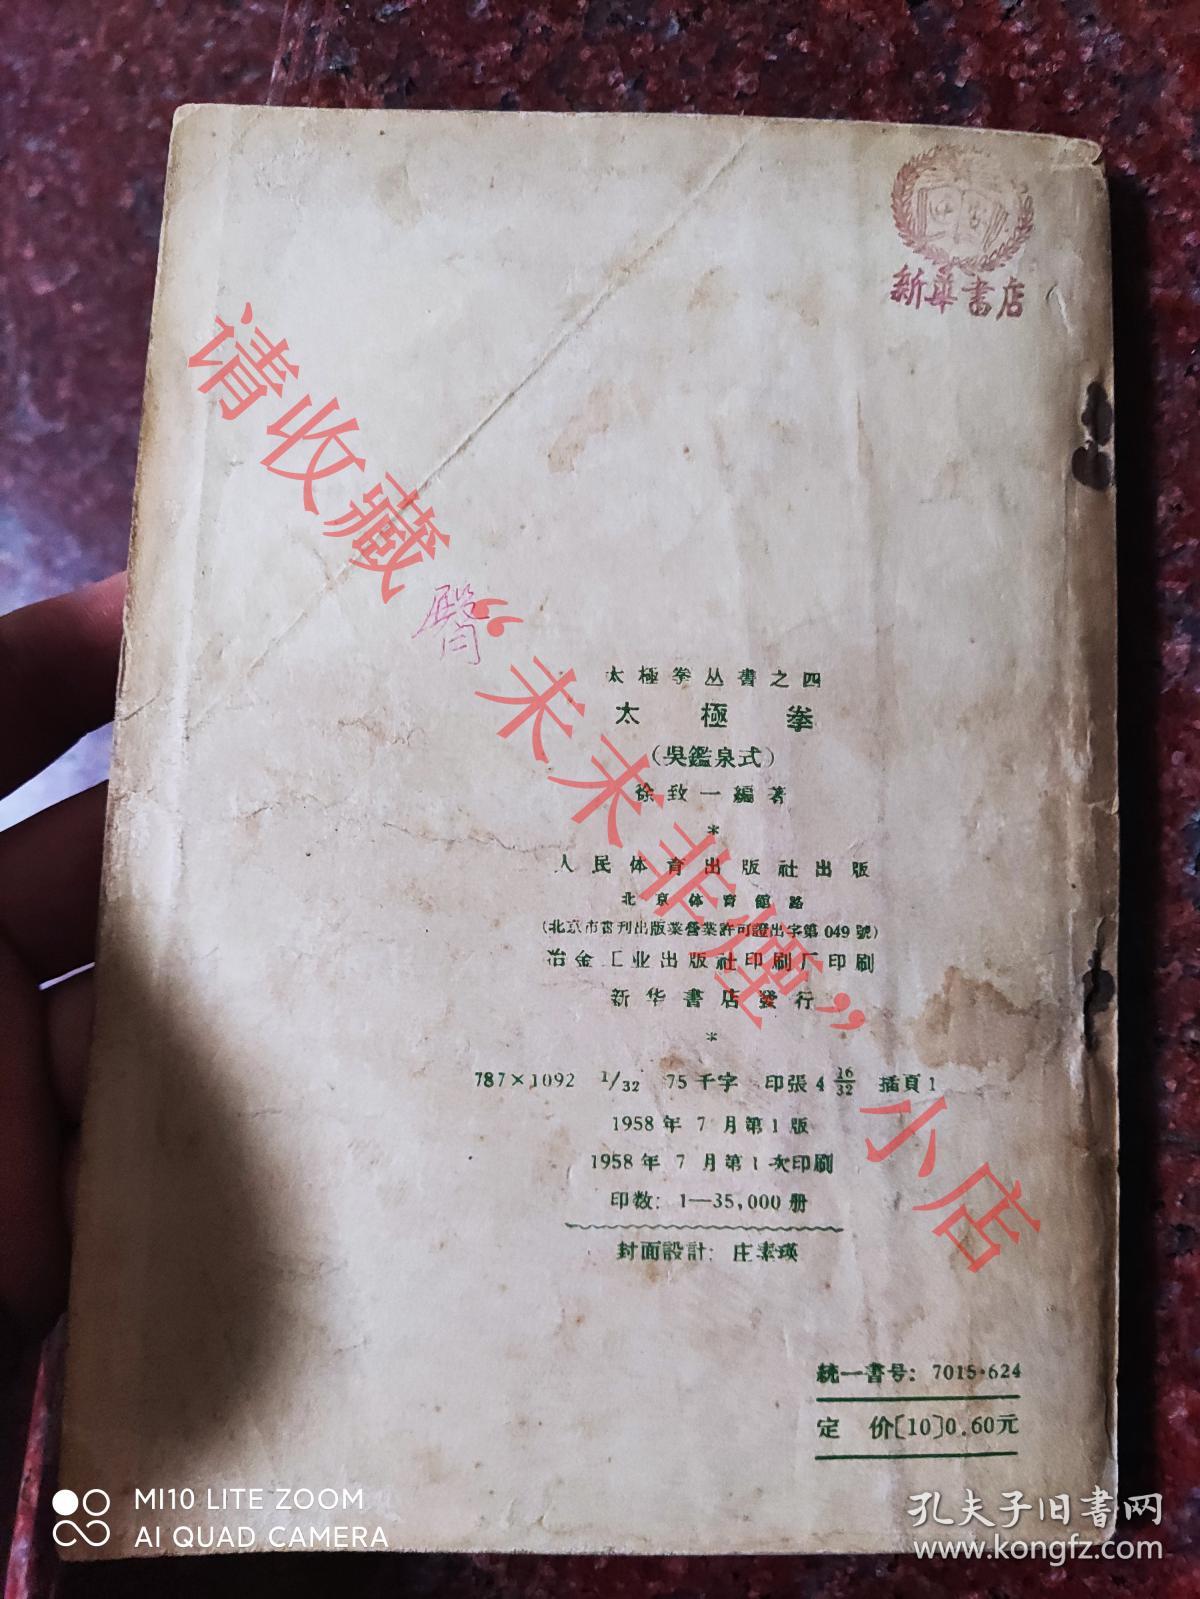 新華書店
请收藏“未未非煙”小店
太極拳丛書之四
太極拳
(吳鑑泉式)
徐致一編著
*
人民体育出版社出版
北京体育館路
(北京市書刊出版業營業許可證出字第049號)
冶金工业出版社印刷厂印刷
新华書店發行
*
787×1092 1/32 75千字 印張4 16/32 插頁1
1958年7月第1版
1958年7月第1次印刷
印数：1—35,000册
封面設計：庄素瑛
統一書号：7015·624
定价[10]0.60元
MI10 LITE ZOOM
AI QUAD CAMERA
孔夫子旧書网
www.kongfz.com